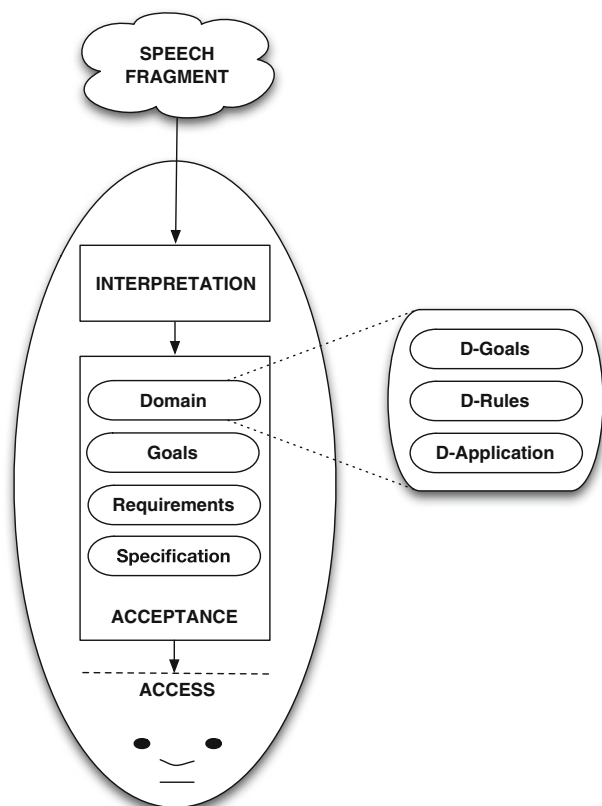 SPEECH
FRAGMENT
INTERPRETATION
Domain
Goals
Requirements
Specification
ACCEPTANCE
ACCESS
D-Goals
D-Rules
D-Application